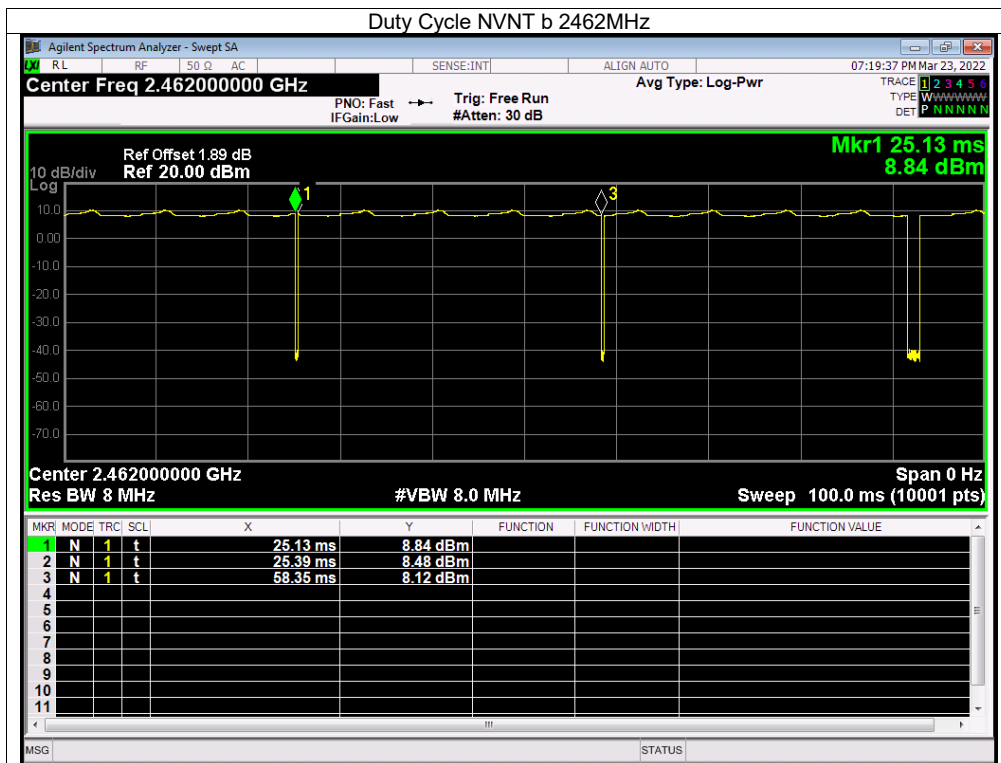 Duty Cycle NVNT b 2462MHz
Agilent Spectrum Analyzer - Swept SA
LXI RL RF 50 Ω AC SENSE:INT ALIGN AUTO 07:19:37 PM Mar 23, 2022
Center Freq 2.462000000 GHz Avg Type: Log-Pwr TRACE 1 2 3 4 5 6
PNO: Fast Trig: Free Run TYPE WWWWWW
IFGain:Low #Atten: 30 dB DET P N N N N N
Mkr1 25.13 ms
8.84 dBm
Ref Offset 1.89 dB
10 dB/div Ref 20.00 dBm
Log
1
3
10.0
0.00
-10.0
-20.0
-30.0
-40.0
-50.0
-60.0
-70.0
Center 2.462000000 GHz Span 0 Hz
Res BW 8 MHz #VBW 8.0 MHz Sweep 100.0 ms (10001 pts)
MKR MODE TRC SCL X Y FUNCTION FUNCTION WIDTH FUNCTION VALUE
1 N 1 t 25.13 ms 8.84 dBm
2 N 1 t 25.39 ms 8.48 dBm
3 N 1 t 58.35 ms 8.12 dBm
4
5
6
7
8
9
10
11
MSG STATUS